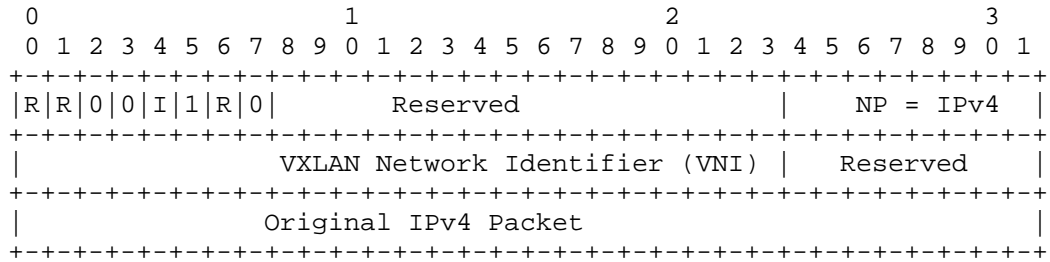 0                   1                   2                   3
 0 1 2 3 4 5 6 7 8 9 0 1 2 3 4 5 6 7 8 9 0 1 2 3 4 5 6 7 8 9 0 1
+-+-+-+-+-+-+-+-+-+-+-+-+-+-+-+-+-+-+-+-+-+-+-+-+-+-+-+-+-+-+-+-+
|R|R|0|0|I|1|R|0|       Reserved                |    NP = IPv4  |
+-+-+-+-+-+-+-+-+-+-+-+-+-+-+-+-+-+-+-+-+-+-+-+-+-+-+-+-+-+-+-+-+
|                VXLAN Network Identifier (VNI) |   Reserved    |
+-+-+-+-+-+-+-+-+-+-+-+-+-+-+-+-+-+-+-+-+-+-+-+-+-+-+-+-+-+-+-+-+
|               Original IPv4 Packet                            |
+-+-+-+-+-+-+-+-+-+-+-+-+-+-+-+-+-+-+-+-+-+-+-+-+-+-+-+-+-+-+-+-+